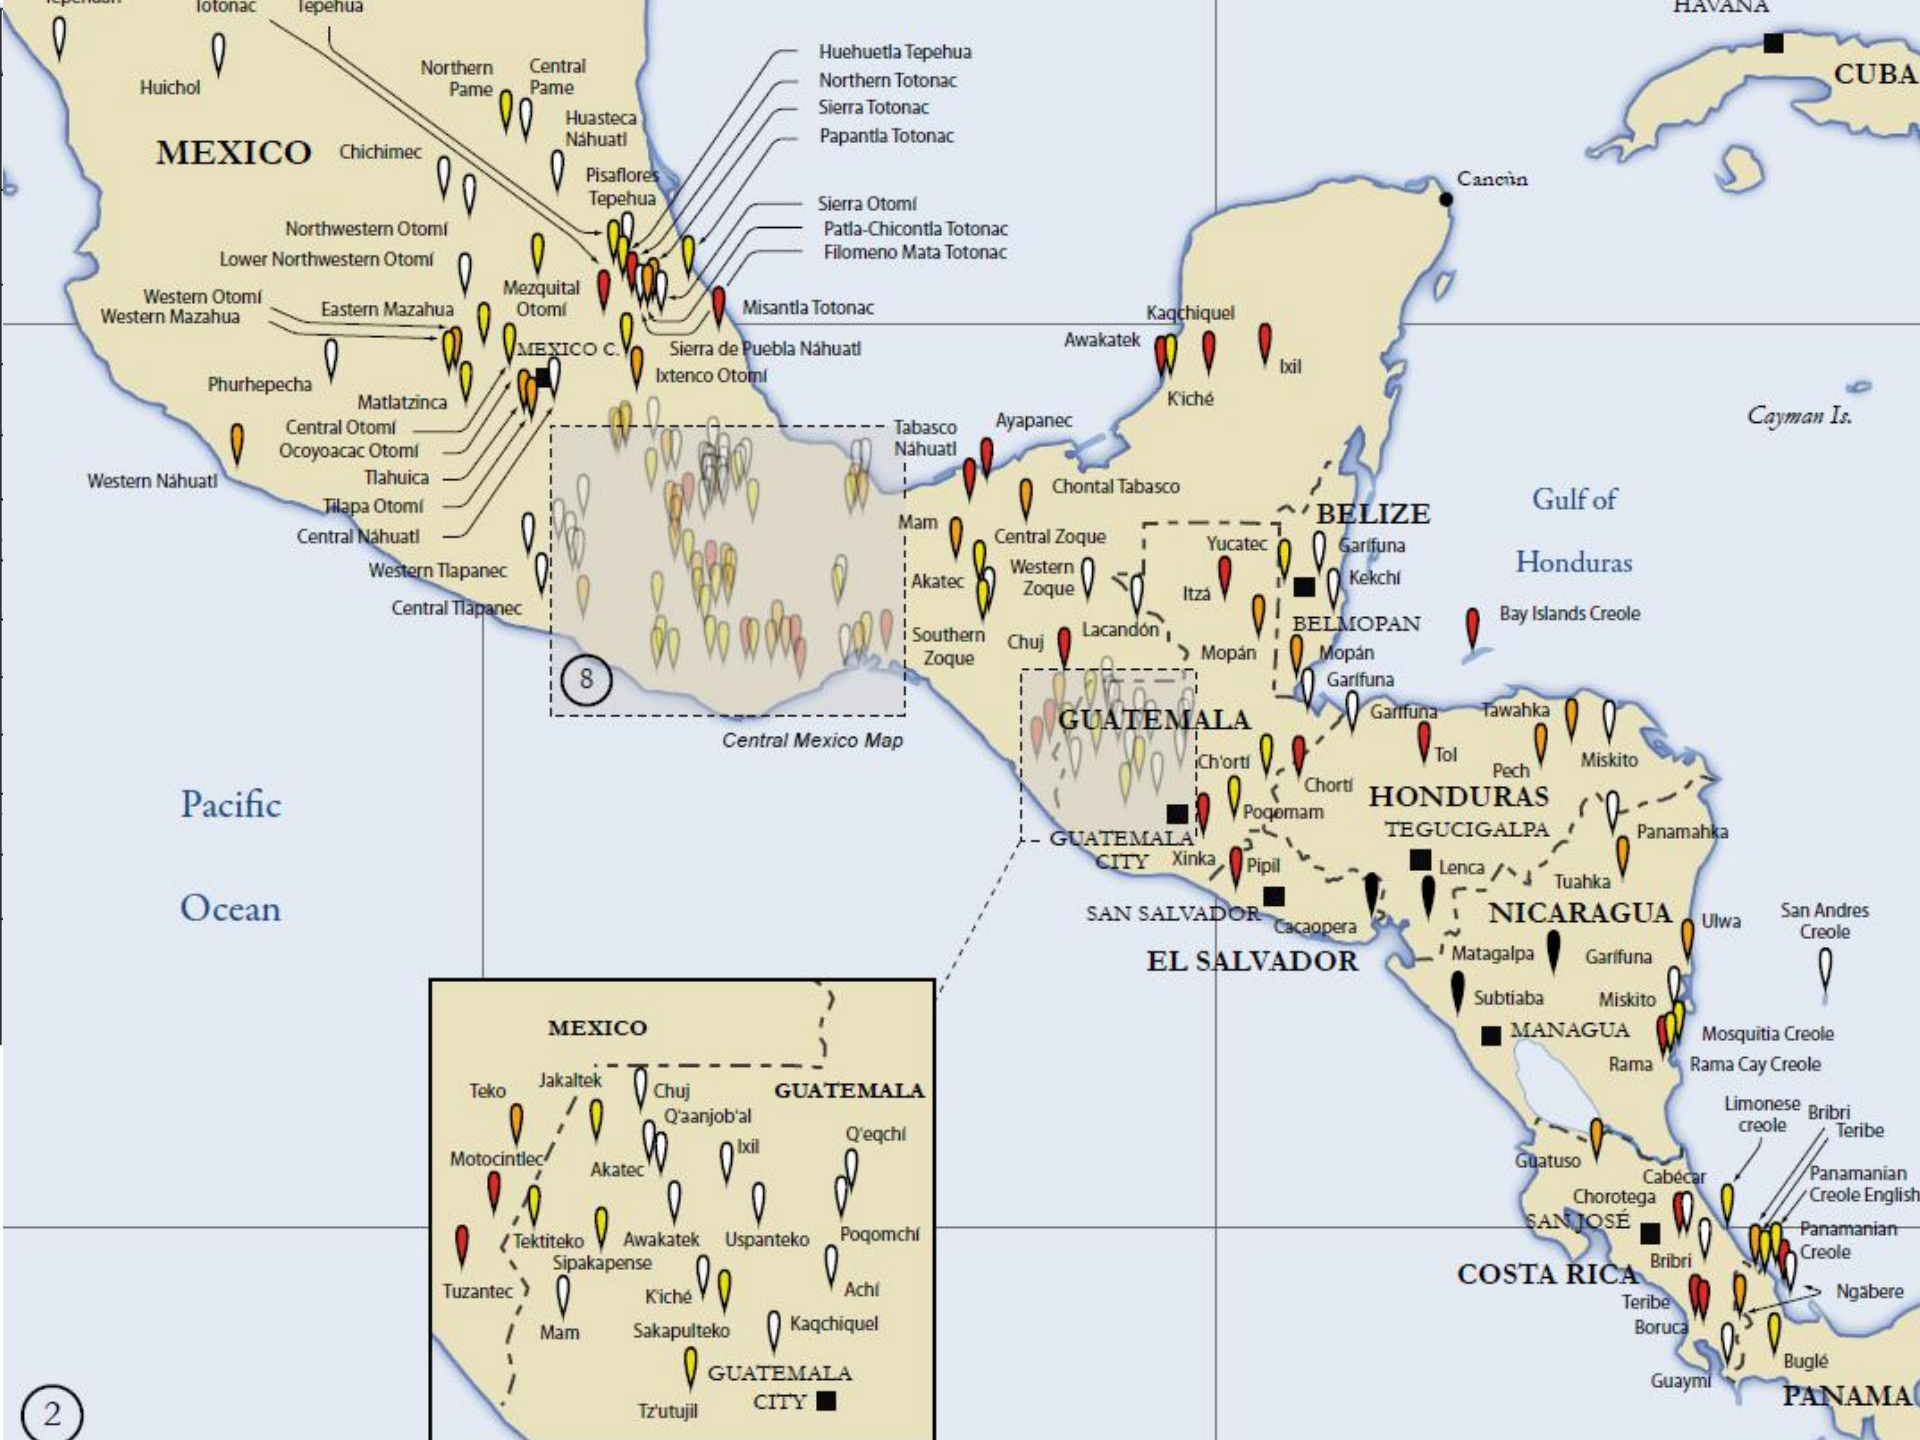 Totonac
Tepehua
HAVANA
CUBA
Huichol
Northern
Pame
Central
Pame
Huasteca
Náhuatl
MEXICO
Chichimec
Pisaflores
Tepehua
Huehuetla Tepehua
Northern Totonac
Sierra Totonac
Papantla Totonac
Sierra Otomí
Patla-Chicontla Totonac
Filomeno Mata Totonac
Misantla Totonac
Northwestern Otomí
Lower Northwestern Otomí
Mezquital
Otomí
Western Otomí
Western Mazahua
Eastern Mazahua
MEXICO C.
Sierra de Puebla Náhuatl
Ixtenco Otomí
Phurhepecha
Matlatzinca
Central Otomí
Ocoyoacac Otomí
Tlahuica
Tilapa Otomí
Central Náhuatl
Western Náhuatl
Western Tlapanec
Central Tlapanec
8
Central Mexico Map
Cancùn
Kaqchiquel
Awakatek
Ixil
K'iché
Cayman Is.
Tabasco
Náhuatl
Ayapanec
Chontal Tabasco
Mam
Central Zoque
Akatec
Western
Zoque
Southern
Zoque
Chuj
Lacandón
Yucatec
Itzá
Mopán
BELIZE
Garífuna
Kekchí
BELMOPAN
Mopán
Garífuna
Gulf of
Honduras
Bay Islands Creole
GUATEMALA
Ch'ortí
Chortí
Poqomam
GUATEMALA
CITY
Xinka
Pipil
Garífuna
Tol
Tawahka
Pech
Miskito
HONDURAS
TEGUCIGALPA
Lenca
Panamahka
Tuahka
SAN SALVADOR
Cacaopera
EL SALVADOR
NICARAGUA
Ulwa
Matagalpa
Garífuna
Subtiaba
Miskito
MANAGUA
Mosquitia Creole
Rama
Rama Cay Creole
San Andres
Creole
Limonese
creole
Bribri
Teribe
Guatuso
Cabécar
Chorotega
SAN JOSÉ
Panamanian
Creole English
Panamanian
Creole
Bribri
COSTA RICA
Ngäbere
Teribe
Boruca
Guaymí
Buglé
PANAMA
Pacific
Ocean
MEXICO
Teko
Jakaltek
Chuj
GUATEMALA
Q'aanjob'al
Ixil
Q'eqchí
Motocintlec
Akatec
Tektiteko
Awakatek
Uspanteko
Poqomchí
Sipakapense
Tuzantec
K'iché
Achí
Mam
Sakapulteko
Kaqchiquel
GUATEMALA
CITY
Tz'utujil
2